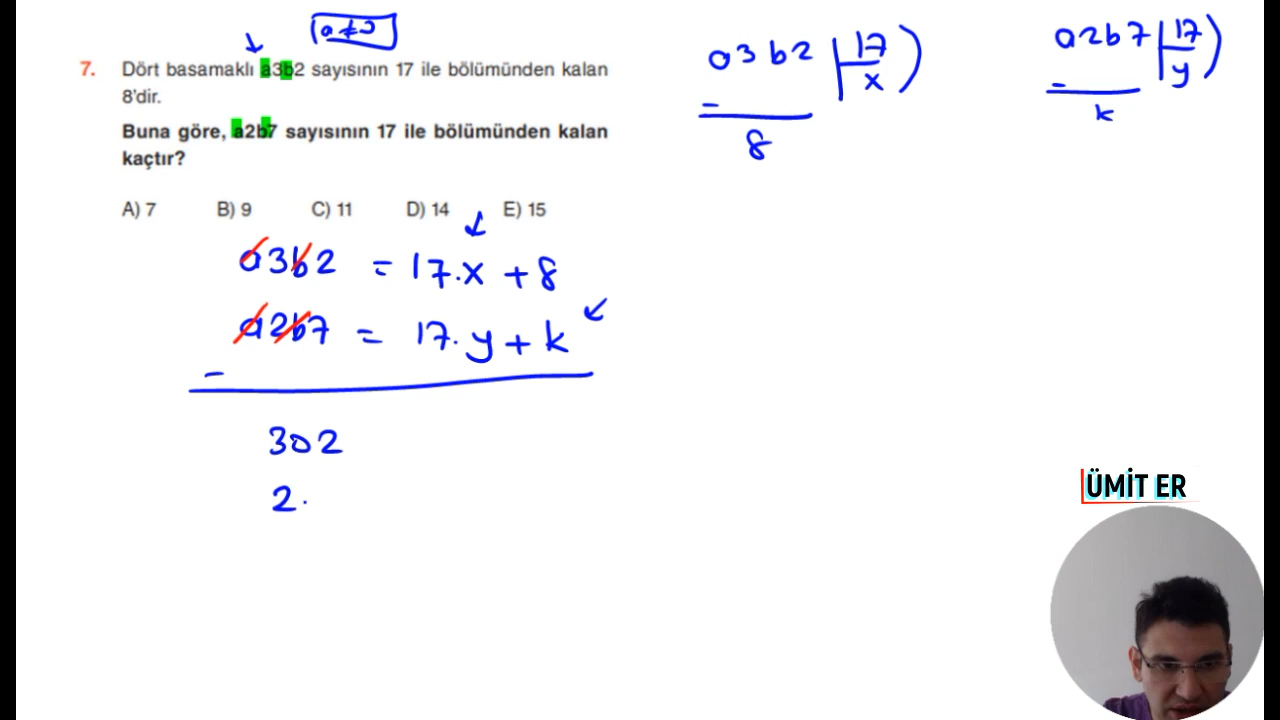 a≠0
7. Dört basamaklı a3b2 sayısının 17 ile bölümünden kalan
8'dir.
Buna göre, a2b7 sayısının 17 ile bölümünden kalan
kaçtır?
A) 7 B) 9 C) 11 D) 14 E) 15
a3b2 = 17.x + 8
a2b7 = 17.y + k
-
302
2.
a3b2 17
x
-
8
a2b7 17
y
-
k
ÜMİT ER